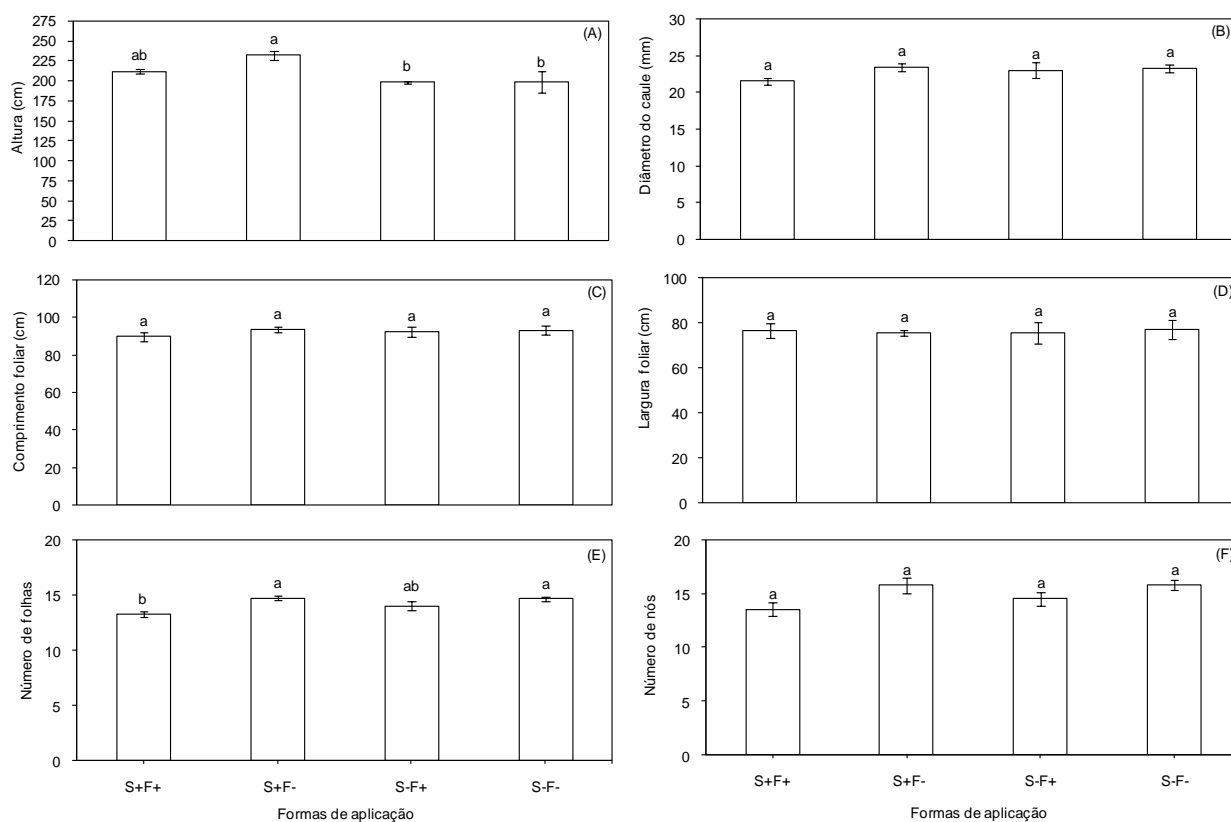 275
250
225
200
175
150
125
100
75
50
25
0
Altura (cm)
ab
a
b
b
(A)
30
25
20
15
10
5
0
Diâmetro do caule (mm)
a
a
a
a
(B)
120
100
80
60
40
20
0
Comprimento foliar (cm)
a
a
a
a
(C)
100
80
60
40
20
0
Largura foliar (cm)
a
a
a
a
(D)
20
15
10
5
0
Número de folhas
b
a
ab
a
(E)
S+F+
S+F-
S-F+
S-F-
Formas de aplicação
20
15
10
5
0
Número de nós
a
a
a
a
(F)
S+F+
S+F-
S-F+
S-F-
Formas de aplicação